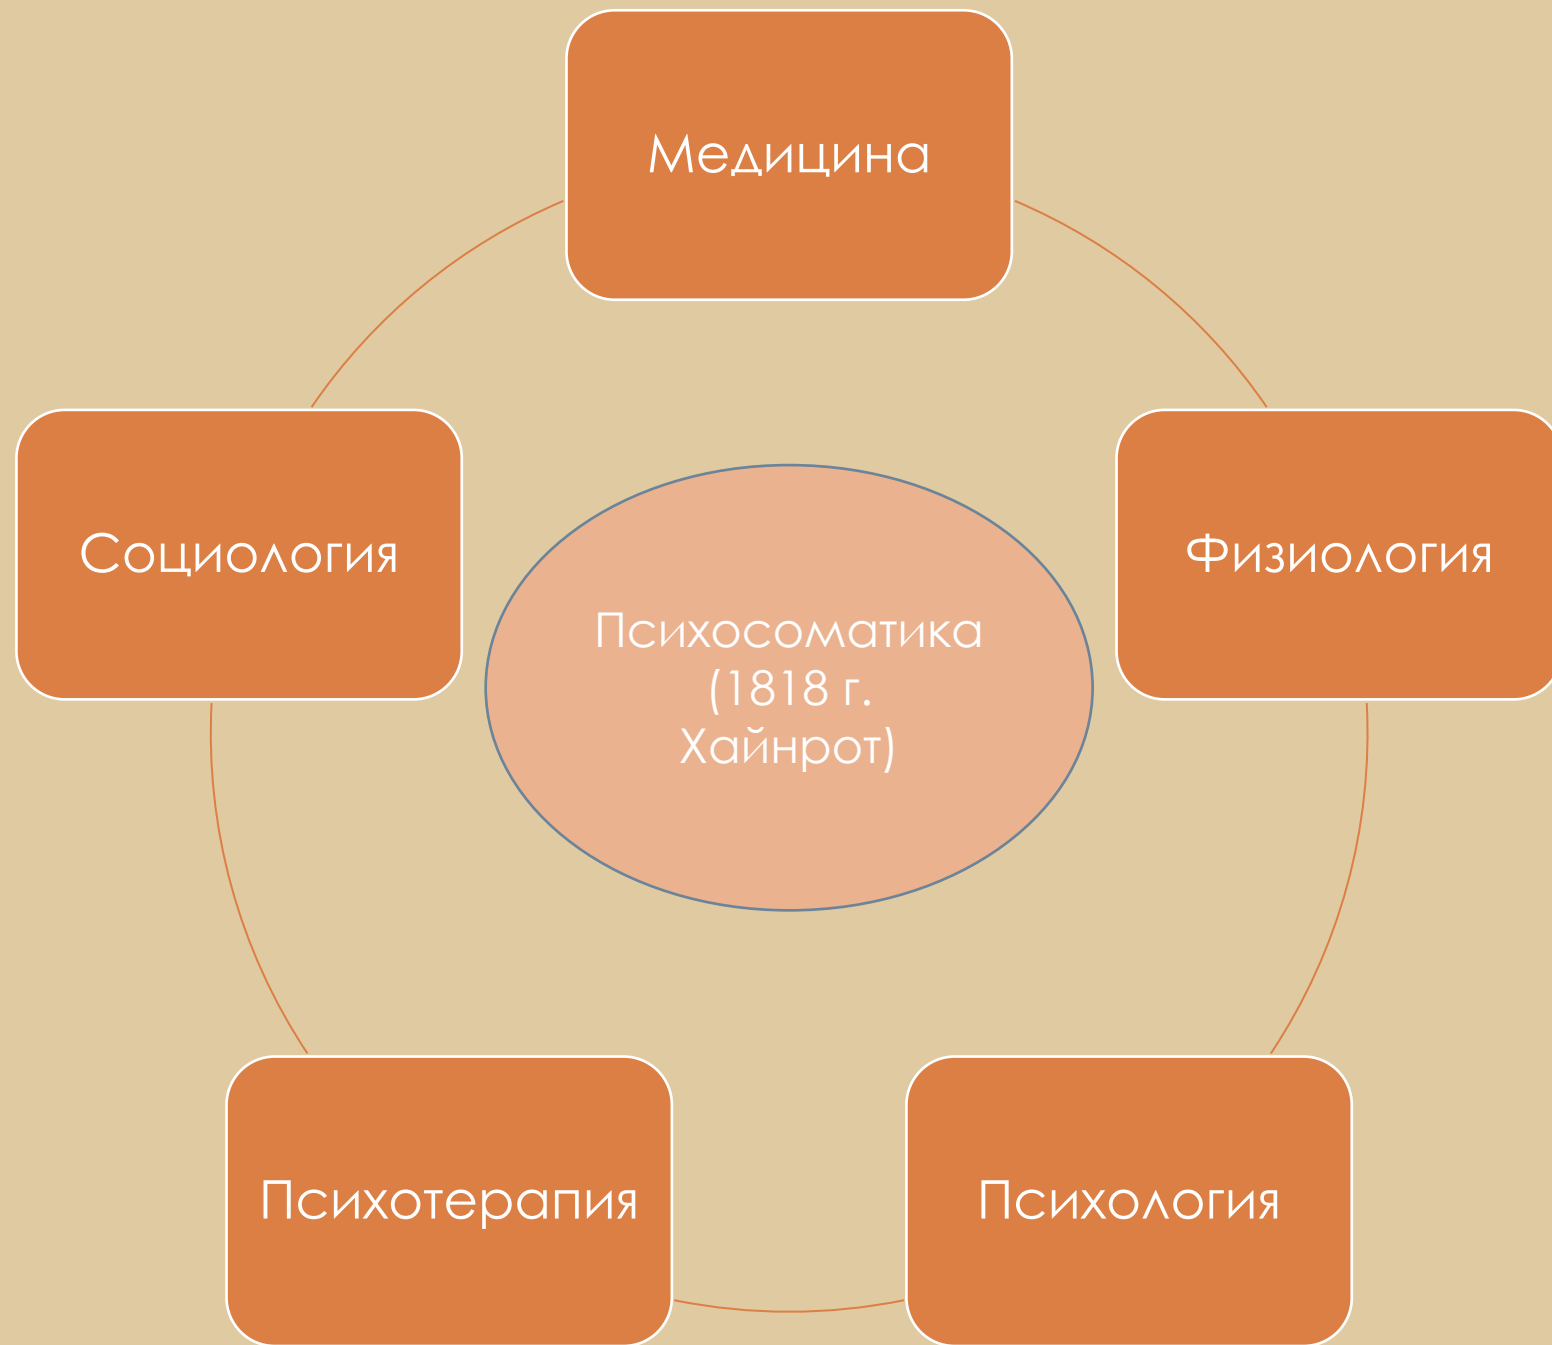 Медицина
Социология
Физиология
Психосоматика
(1818 г.
Хайнрот)
Психотерапия
Психология